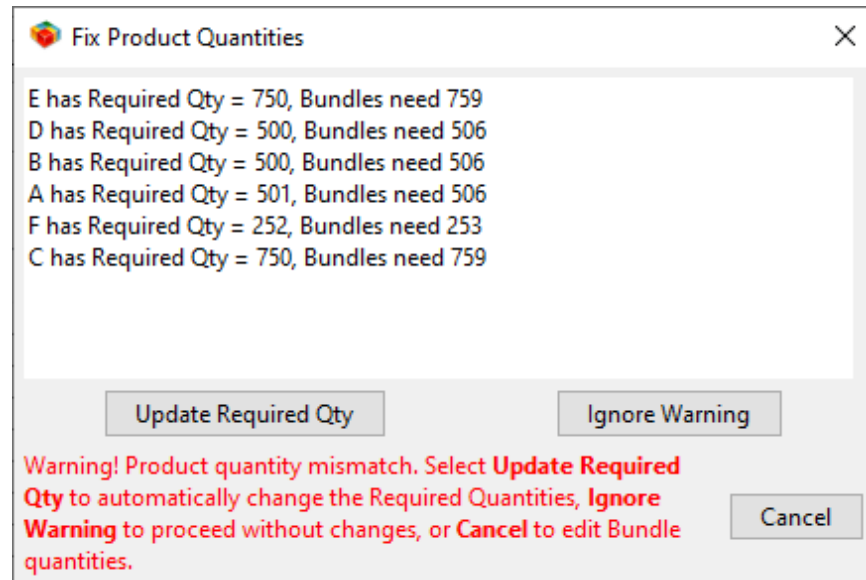 Fix Product Quantities
E has Required Qty = 750, Bundles need 759
D has Required Qty = 500, Bundles need 506
B has Required Qty = 500, Bundles need 506
A has Required Qty = 501, Bundles need 506
F has Required Qty = 252, Bundles need 253
C has Required Qty = 750, Bundles need 759
Update Required Qty
Ignore Warning
Warning! Product quantity mismatch. Select Update Required
Qty to automatically change the Required Quantities, Ignore
Warning to proceed without changes, or Cancel to edit Bundle
quantities.
Cancel